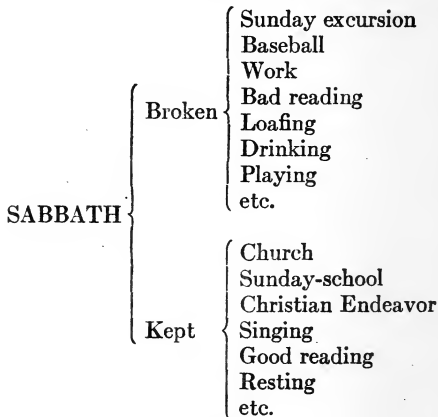 Sunday excursion
Baseball
Work
Broken
Bad reading
Loafing
Drinking
Playing
etc.
SABBATH
Church
Sunday-school
Christian Endeavor
Kept
Singing
Good reading
Resting
etc.